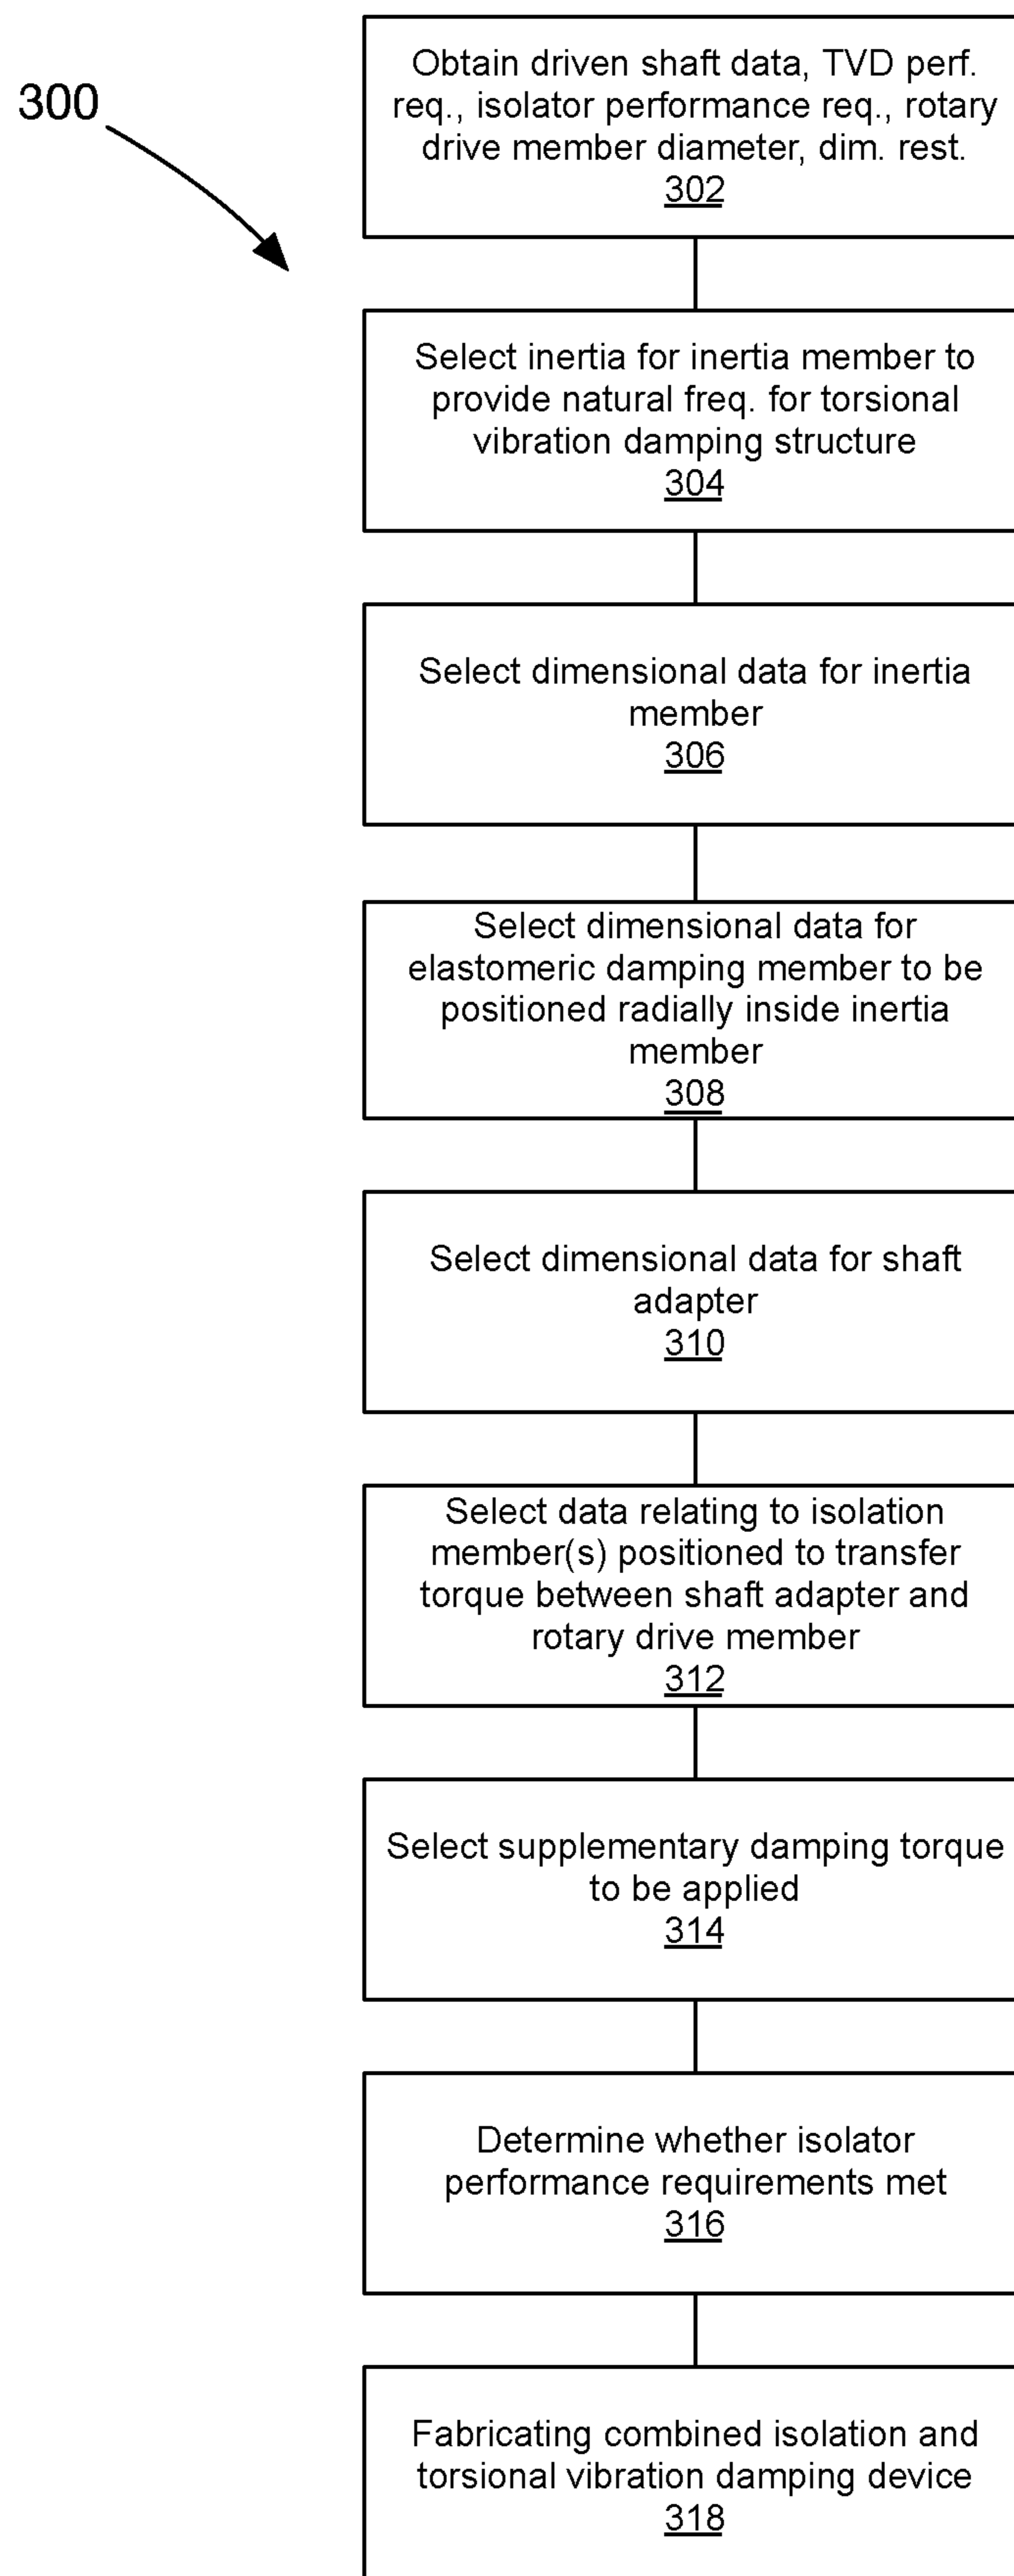 300
Obtain driven shaft data, TVD perf.
req., isolator performance req., rotary
drive member diameter, dim. rest.
302
Select inertia for inertia member to
provide natural freq. for torsional
vibration damping structure
304
Select dimensional data for inertia
member
306
Select dimensional data for
elastomeric damping member to be
positioned radially inside inertia
member
308
Select dimensional data for shaft
adapter
310
Select data relating to isolation
member(s) positioned to transfer
torque between shaft adapter and
rotary drive member
312
Select supplementary damping torque
to be applied
314
Determine whether isolator
performance requirements met
316
Fabricating combined isolation and
torsional vibration damping device
318